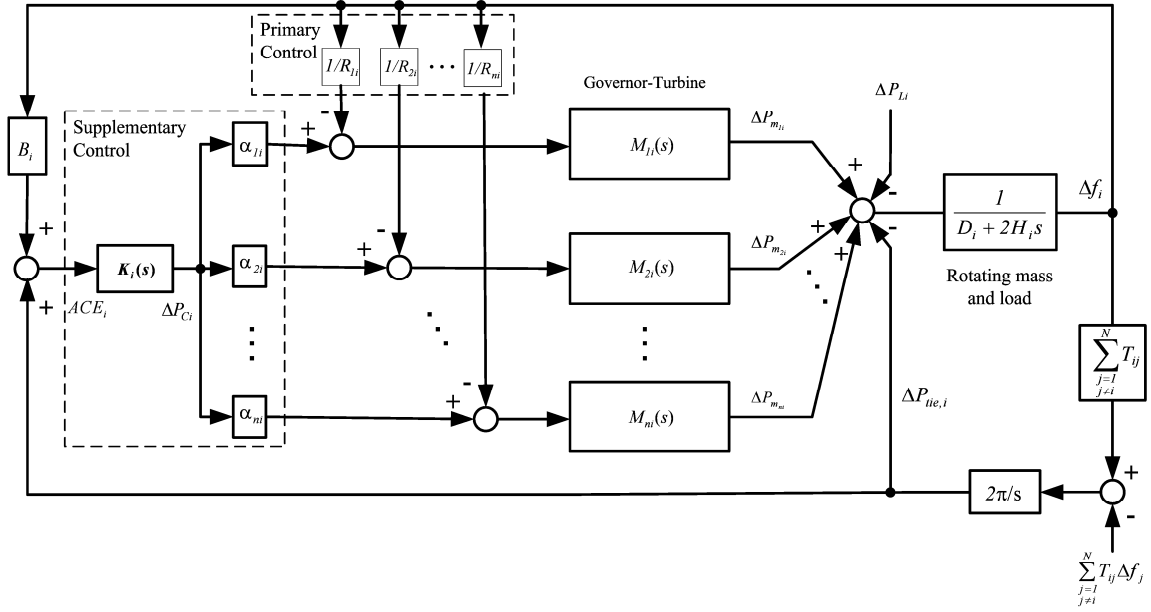 Primary
Control
1/R1i
1/R2i
···
1/Rni
Governor-Turbine
ΔPLi
Bi
Supplementary
Control
α1i
-
+
M1i(s)
ΔPm1i
+
-
1
Di + 2His
Δfi
Rotating mass
and load
+
+
Ki(s)
ACEi
ΔPCi
α2i
-
+
M2i(s)
ΔPm2i
+
+
-
N
∑ Tij
j=1
j≠i
αni
-
+
Mni(s)
ΔPmni
ΔPtie,i
2π/s
+
-
N
∑ TijΔfj
j=1
j≠i